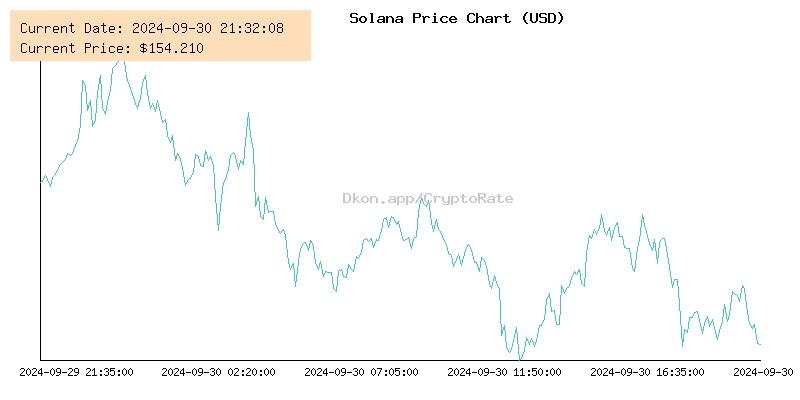 Solana Price Chart (USD)
Current Date: 2024-09-30 21:32:08
Current Price: $154.210
Dkon.app/CryptoRate
2024-09-29 21:35:00
2024-09-30 02:20:00
2024-09-30 07:05:00
2024-09-30 11:50:00
2024-09-30 16:35:00
2024-09-30